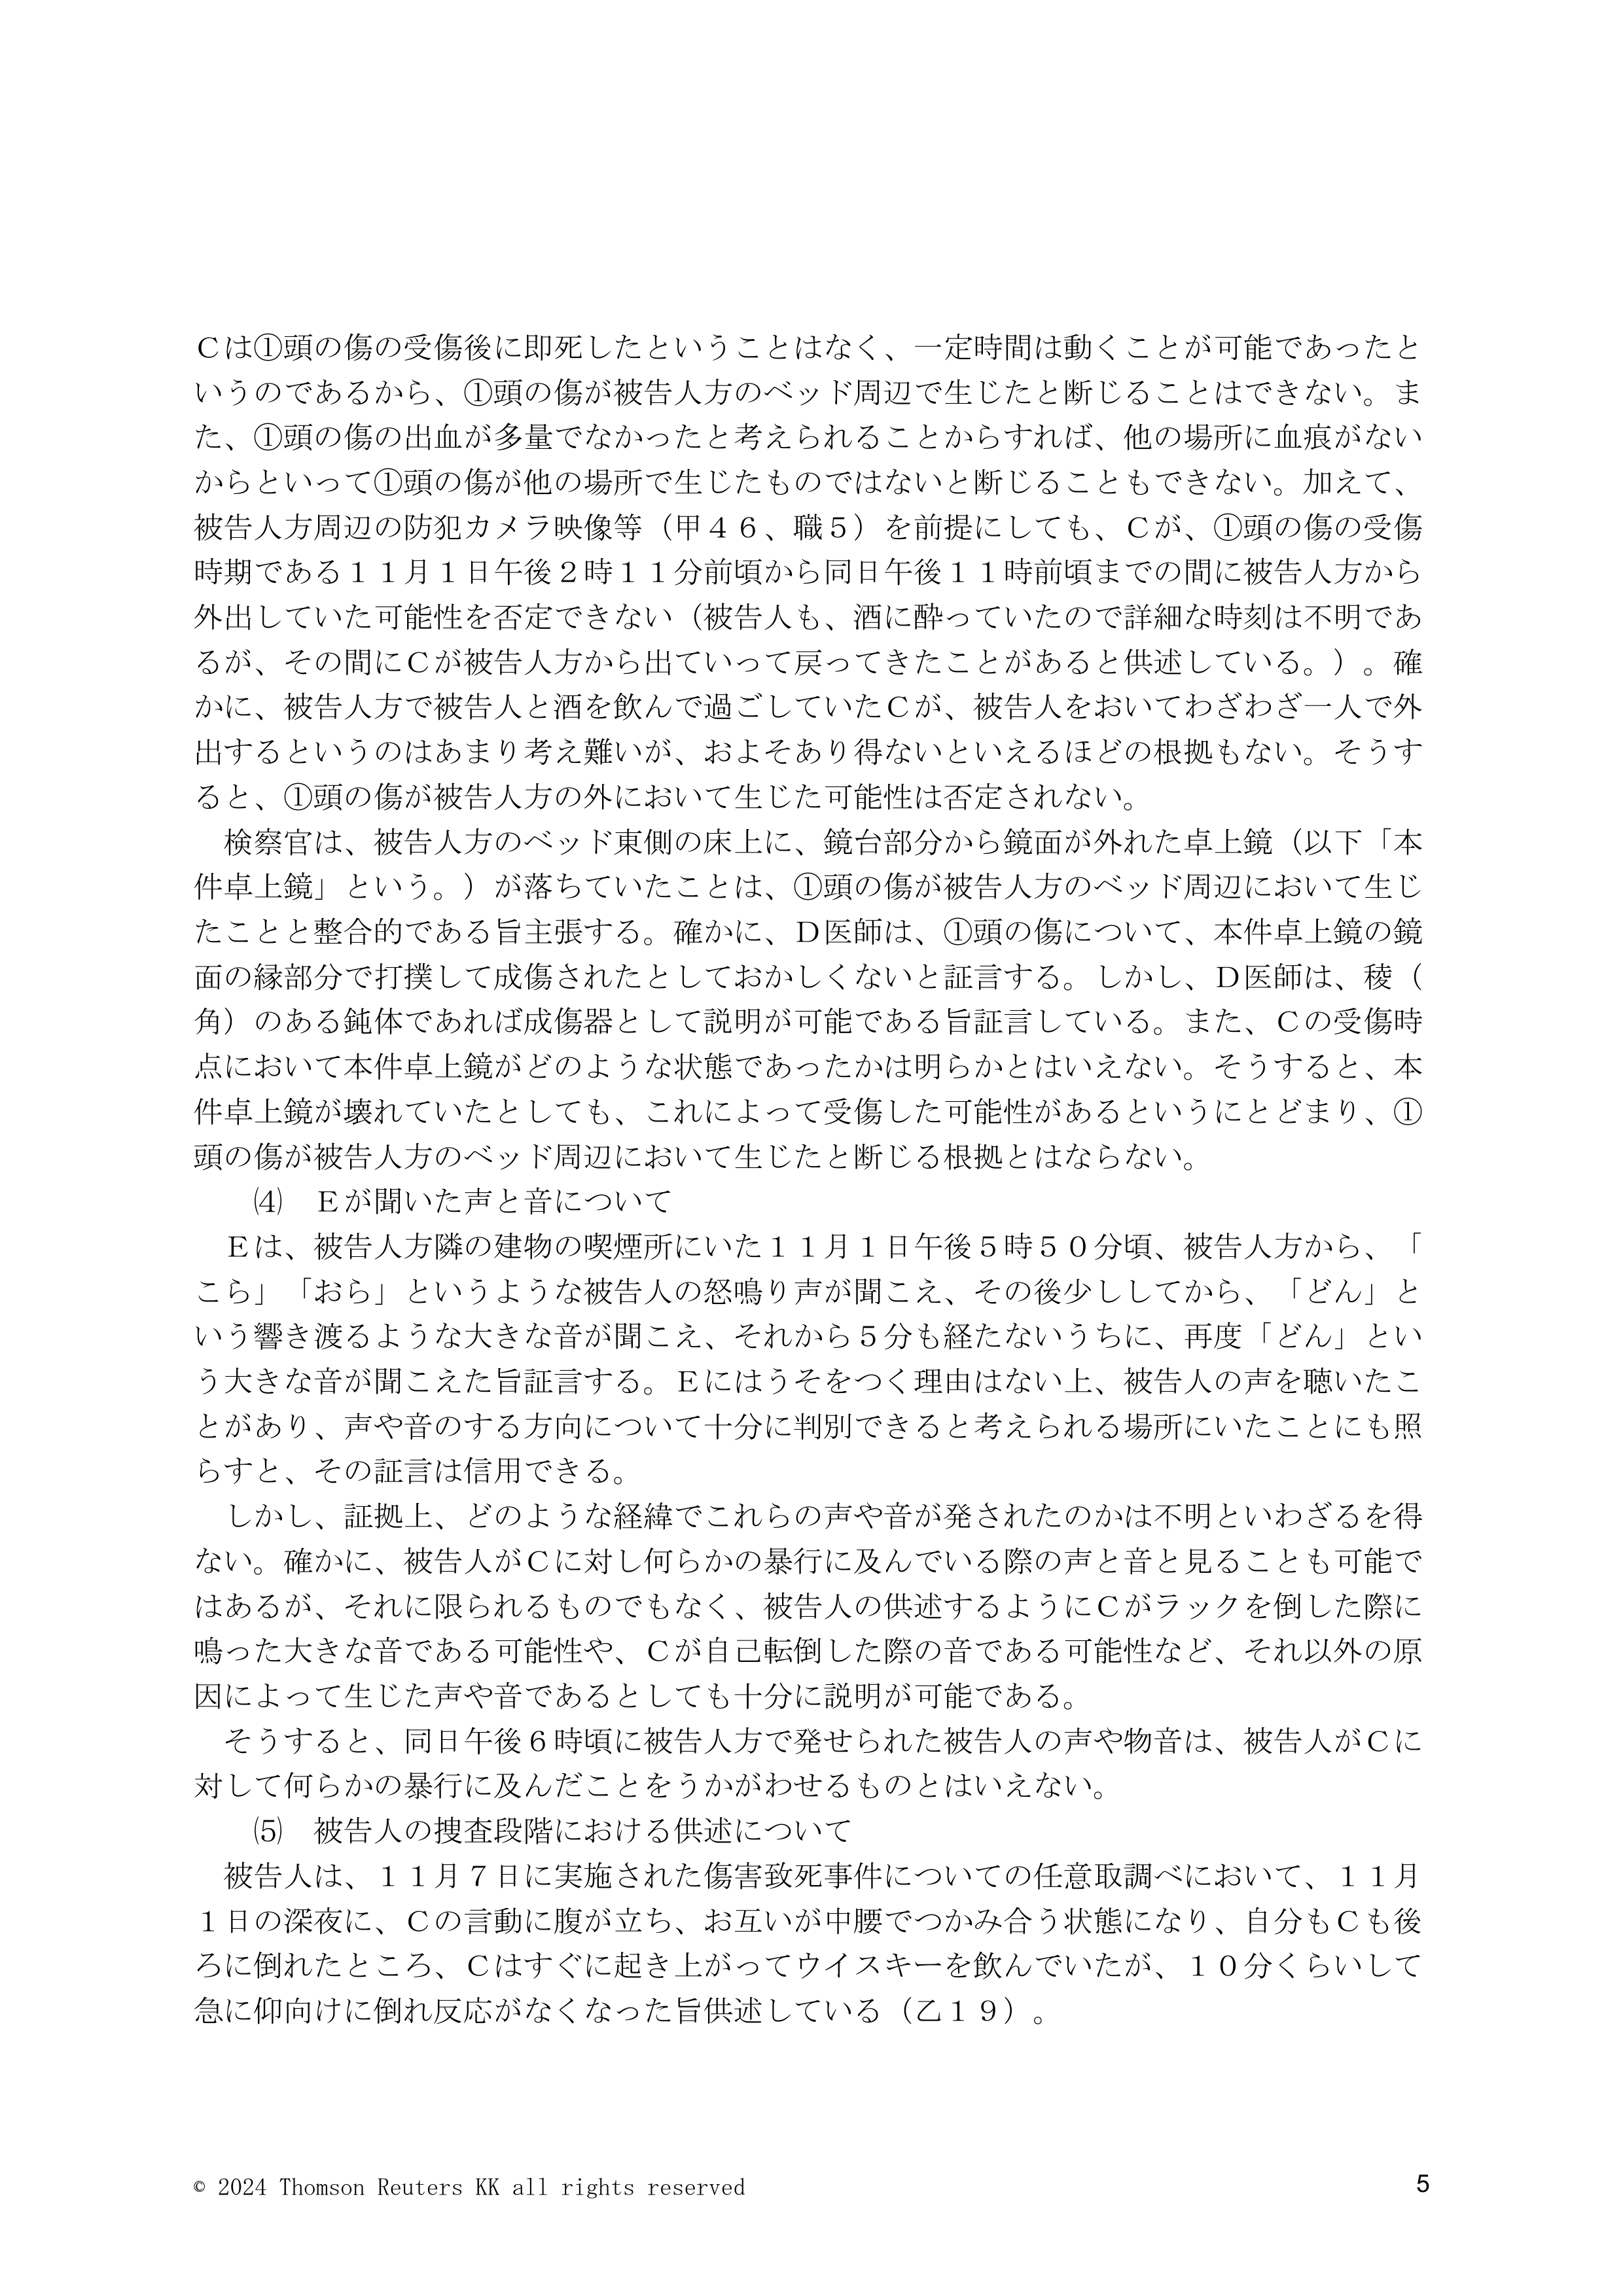 Ｃは①頭の傷の受傷後に即死したということはなく、一定時間は動くことが可能であったと
いうのであるから、①頭の傷が被告人方のベッド周辺で生じたと断じることはできない。ま
た、①頭の傷の出血が多量でなかったと考えられることからすれば、他の場所に血痕がない
からといって①頭の傷が他の場所で生じたものではないと断じることもできない。加えて、
被告人方周辺の防犯カメラ映像等（甲４６、職５）を前提にしても、Ｃが、①頭の傷の受傷
時期である１１月１日午後２時１１分前頃から同日午後１１時前頃までの間に被告人方から
外出していた可能性を否定できない（被告人も、酒に酔っていたので詳細な時刻は不明であ
るが、その間にＣが被告人方から出ていって戻ってきたことがあると供述している。）。確
かに、被告人方で被告人と酒を飲んで過ごしていたＣが、被告人をおいてわざわざ一人で外
出するというのはあまり考え難いが、およそあり得ないといえるほどの根拠もない。そうす
ると、①頭の傷が被告人方の外において生じた可能性は否定されない。
　検察官は、被告人方のベッド東側の床上に、鏡台部分から鏡面が外れた卓上鏡（以下「本
件卓上鏡」という。）が落ちていたことは、①頭の傷が被告人方のベッド周辺において生じ
たことと整合的である旨主張する。確かに、Ｄ医師は、①頭の傷について、本件卓上鏡の鏡
面の縁部分で打撲して成傷されたとしておかしくないと証言する。しかし、Ｄ医師は、稜（
角）のある鈍体であれば成傷器として説明が可能である旨証言している。また、Ｃの受傷時
点において本件卓上鏡がどのような状態であったかは明らかとはいえない。そうすると、本
件卓上鏡が壊れていたとしても、これによって受傷した可能性があるというにとどまり、①
頭の傷が被告人方のベッド周辺において生じたと断じる根拠とはならない。
　　⑷　Ｅが聞いた声と音について
　Ｅは、被告人方隣の建物の喫煙所にいた１１月１日午後５時５０分頃、被告人方から、「
こら」「おら」というような被告人の怒鳴り声が聞こえ、その後少ししてから、「どん」と
いう響き渡るような大きな音が聞こえ、それから５分も経たないうちに、再度「どん」とい
う大きな音が聞こえた旨証言する。Ｅにはうそをつく理由はない上、被告人の声を聴いたこ
とがあり、声や音のする方向について十分に判別できると考えられる場所にいたことにも照
らすと、その証言は信用できる。
　しかし、証拠上、どのような経緯でこれらの声や音が発されたのかは不明といわざるを得
ない。確かに、被告人がＣに対し何らかの暴行に及んでいる際の声と音と見ることも可能で
はあるが、それに限られるものでもなく、被告人の供述するようにＣがラックを倒した際に
鳴った大きな音である可能性や、Ｃが自己転倒した際の音である可能性など、それ以外の原
因によって生じた声や音であるとしても十分に説明が可能である。
　そうすると、同日午後６時頃に被告人方で発せられた被告人の声や物音は、被告人がＣに
対して何らかの暴行に及んだことをうかがわせるものとはいえない。
　　⑸　被告人の捜査段階における供述について
　被告人は、１１月７日に実施された傷害致死事件についての任意取調べにおいて、１１月
１日の深夜に、Ｃの言動に腹が立ち、お互いが中腰でつかみ合う状態になり、自分もＣも後
ろに倒れたところ、Ｃはすぐに起き上がってウイスキーを飲んでいたが、１０分くらいして
急に仰向けに倒れ反応がなくなった旨供述している（乙１９）。
© 2024 Thomson Reuters KK all rights reserved
5